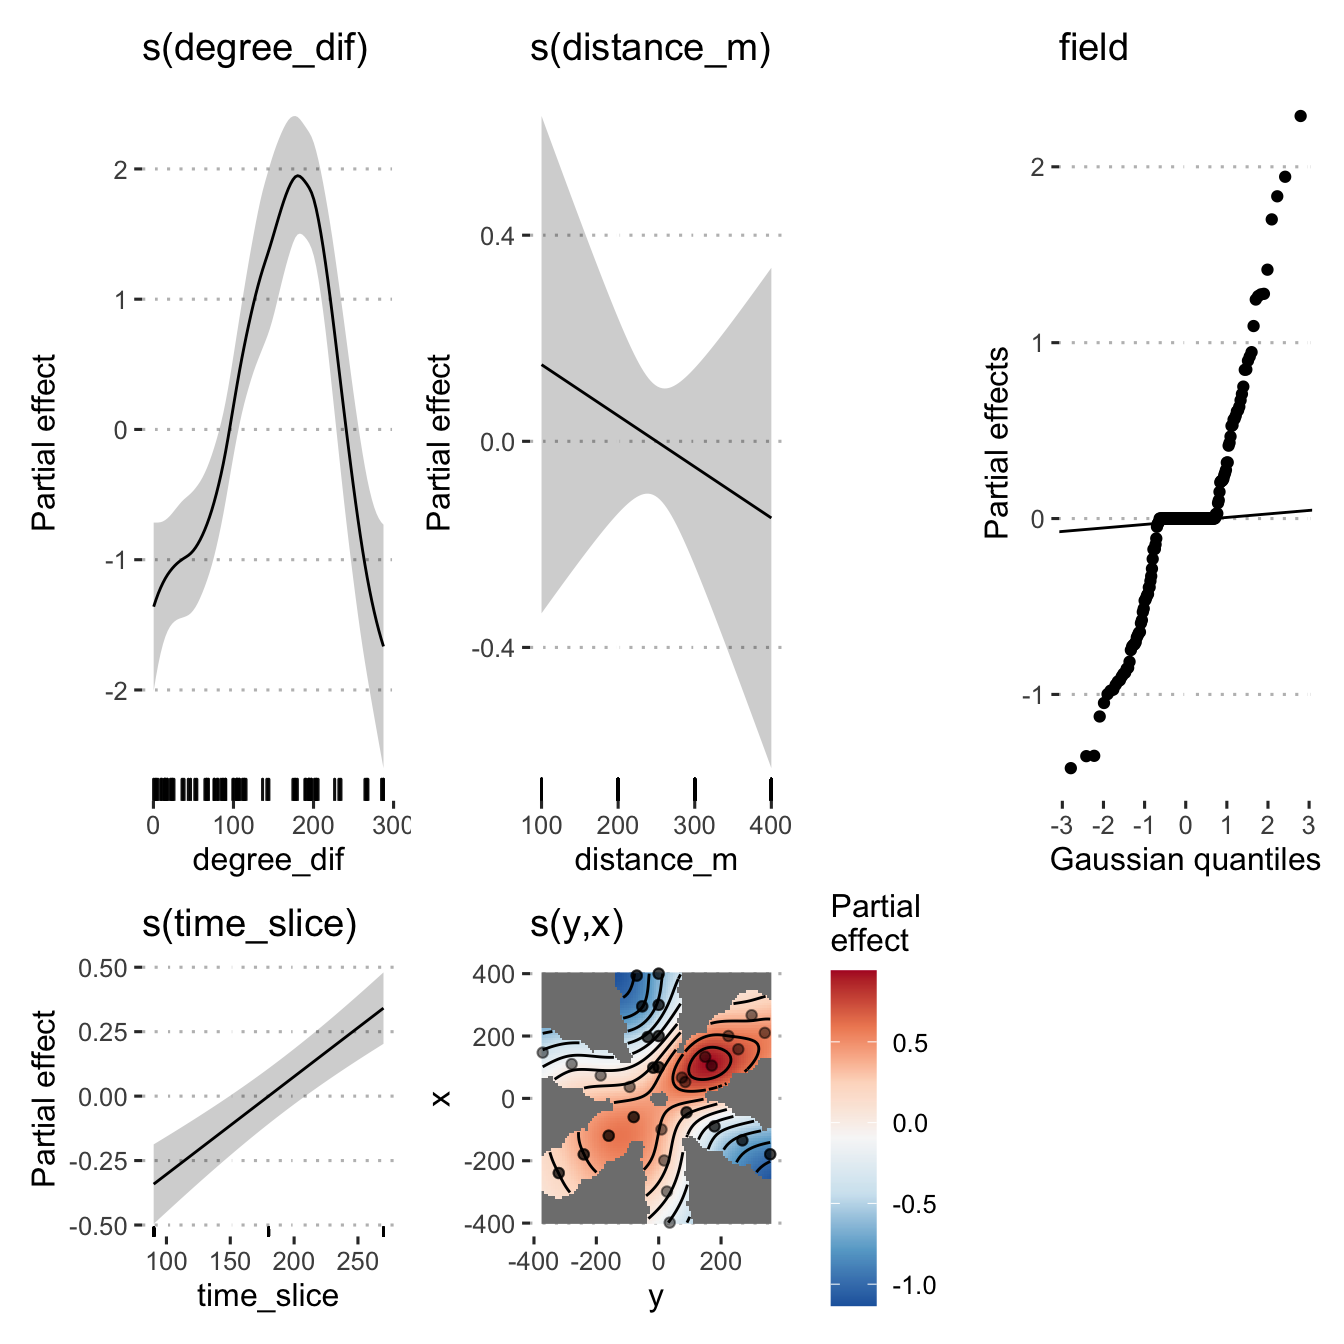 s(degree_dif)
2
1
0
-1
-2
Partial effect
0 100 200 300
degree_dif
s(distance_m)
0.4
0.0
-0.4
Partial effect
100 200 300 400
distance_m
field
2
1
0
-1
Partial effects
-3 -2 -1 0 1 2 3
Gaussian quantiles
s(time_slice)
0.50
0.25
0.00
-0.25
-0.50
Partial effect
100 150 200 250
time_slice
s(y,x)
400
200
0
-200
-400
x
-400 -200 0 200
y
Partial
effect
0.5
0.0
-0.5
-1.0